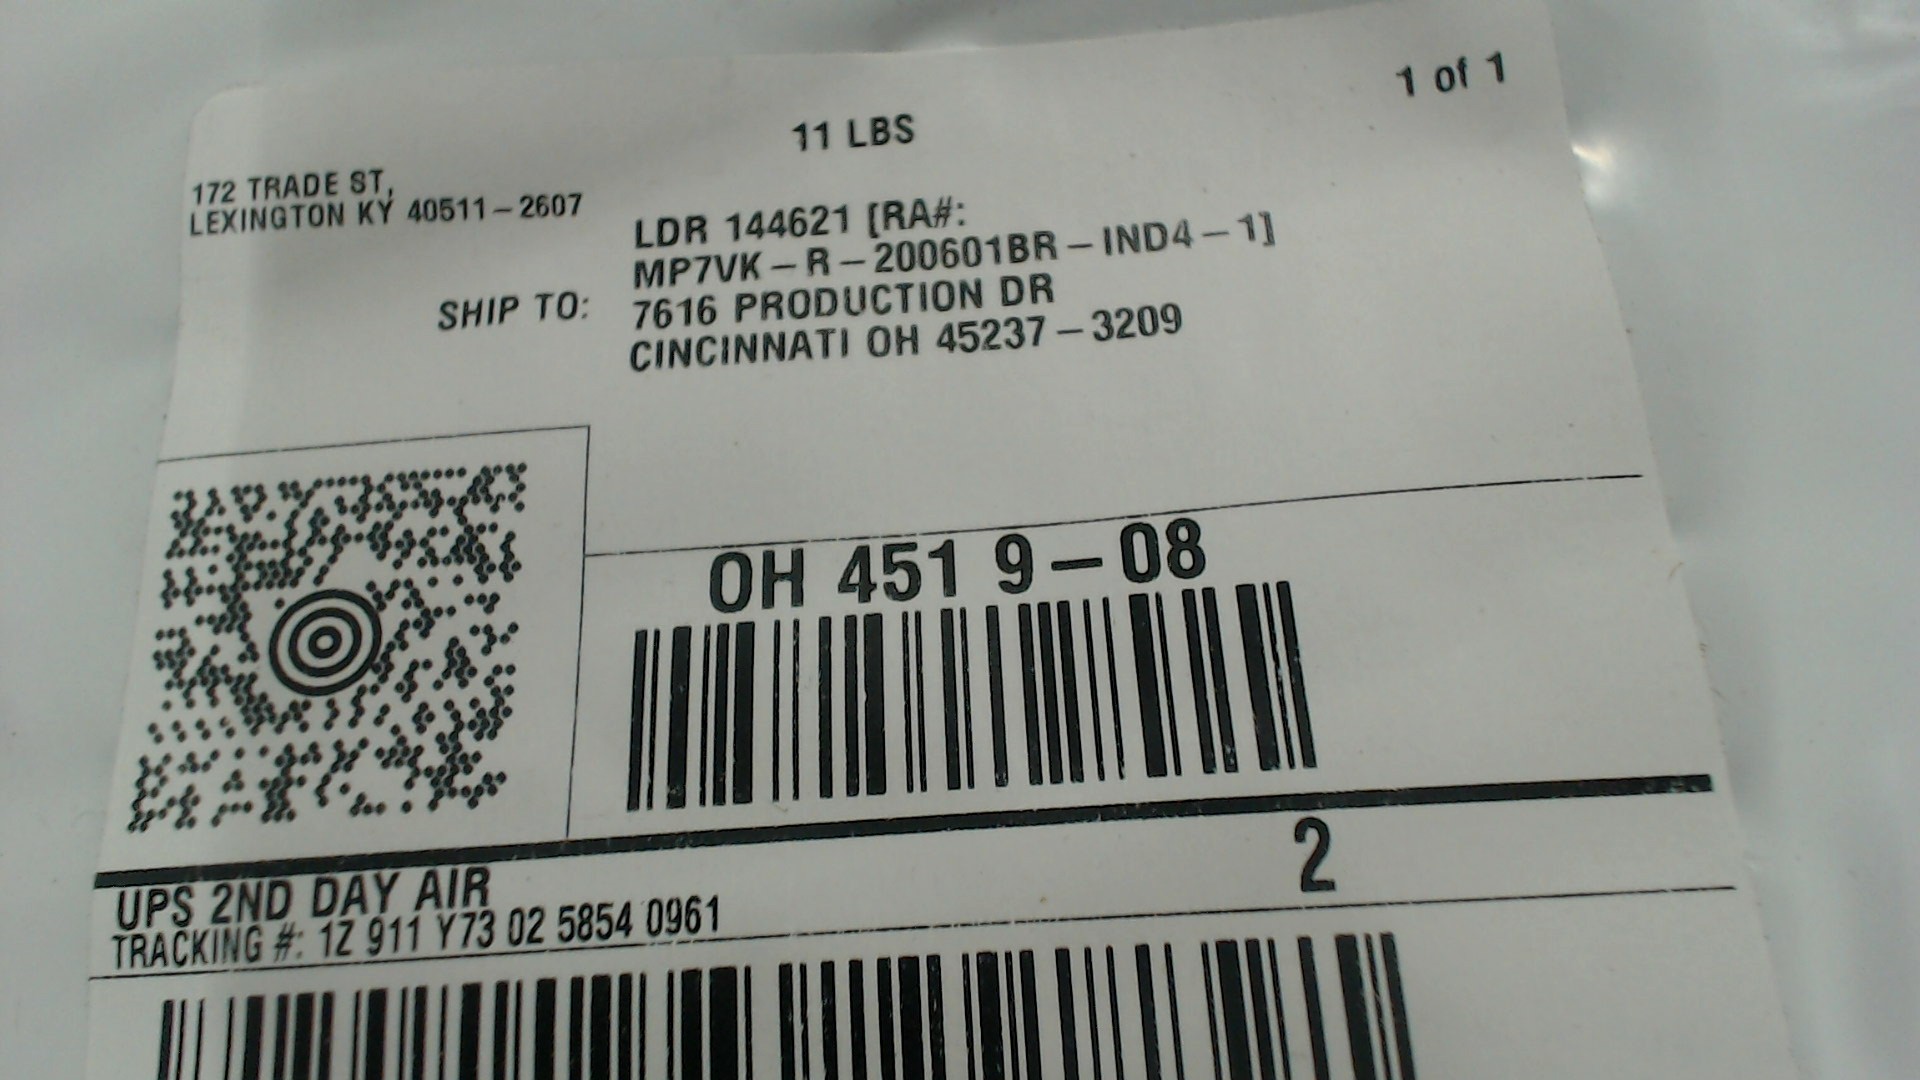 1 of 1
11 LBS
172 TRADE ST,
LEXINGTON KY 40511-2607
LDR 144621 [RA#:
MP7VK-R-200601BR-IND4-1]
SHIP TO: 7616 PRODUCTION DR
CINCINNATI OH 45237-3209
OH 451 9-08
2
UPS 2ND DAY AIR
TRACKING #: 1Z 911 Y73 02 5854 0961